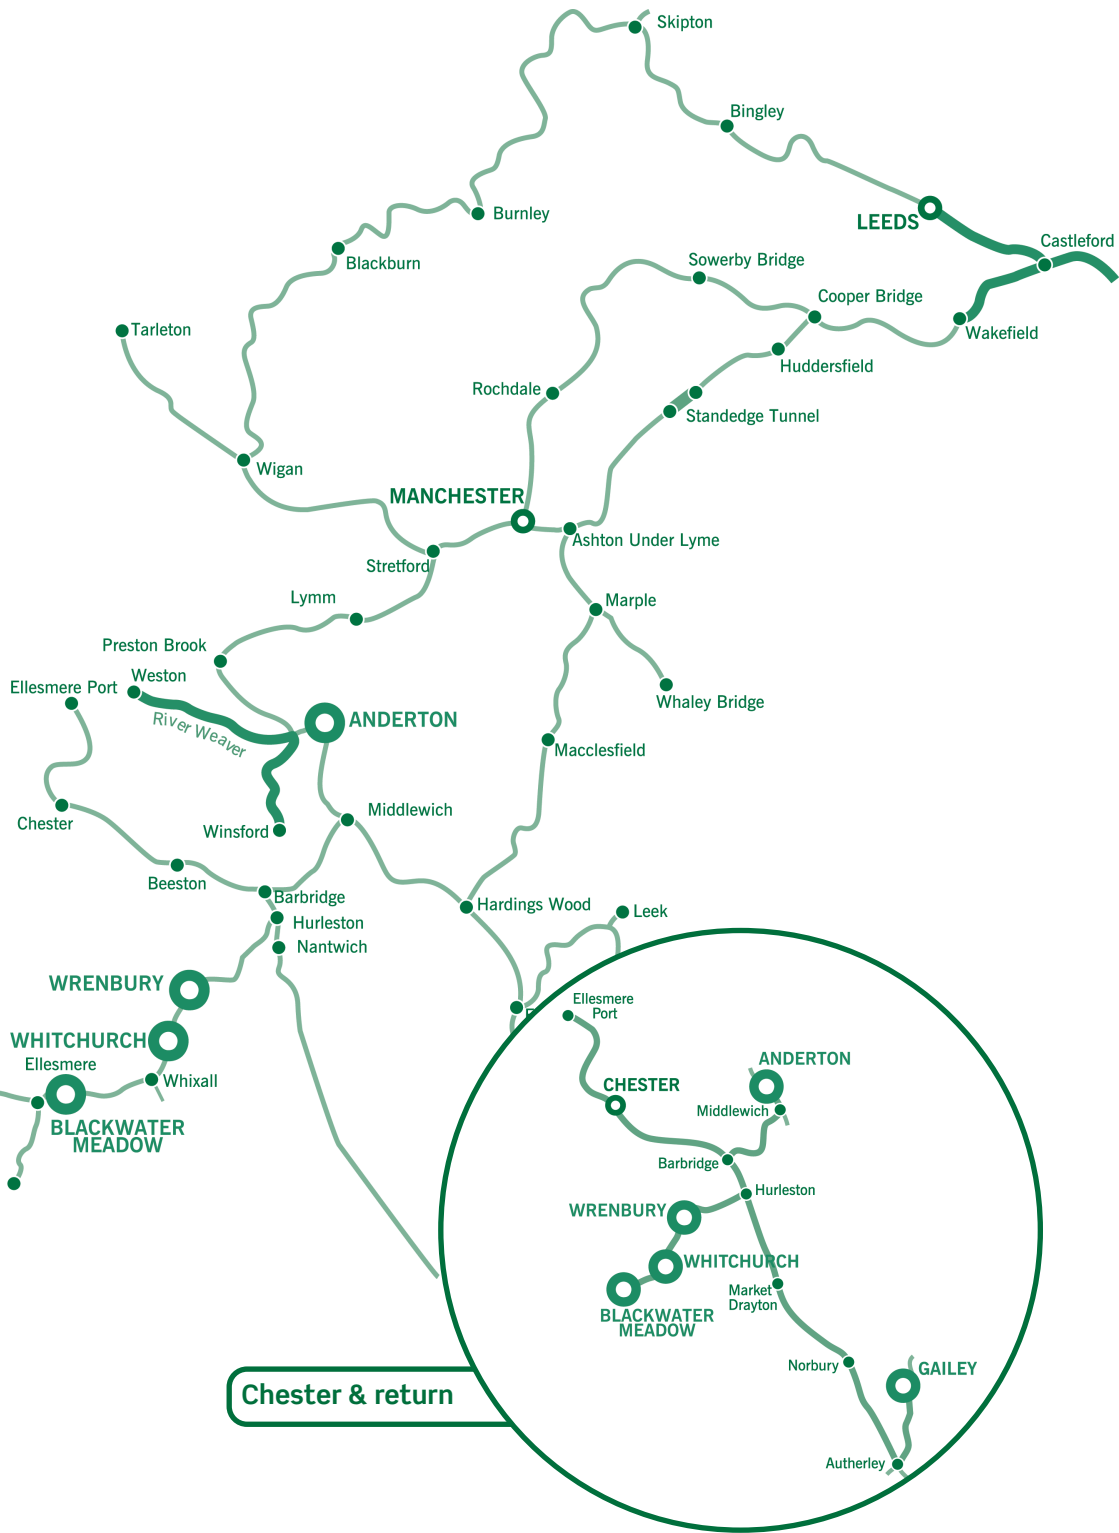 Skipton
Bingley
LEEDS
Castleford
Burnley
Blackburn
Sowerby Bridge
Cooper Bridge
Wakefield
Tarleton
Huddersfield
Rochdale
Standedge Tunnel
Wigan
MANCHESTER
Ashton Under Lyme
Stretford
Lymm
Marple
Preston Brook
Weston
Ellesmere Port
River Weaver
ANDERTON
Whaley Bridge
Macclesfield
Chester
Winsford
Middlewich
Beeston
Barbridge
Hardings Wood
Leek
Hurleston
Nantwich
WRENBURY
WHITCHURCH
Ellesmere
Whixall
BLACKWATER
MEADOW
Ellesmere
Port
CHESTER
ANDERTON
Middlewich
Barbridge
Hurleston
WRENBURY
WHITCHURCH
Market
Drayton
BLACKWATER
MEADOW
Norbury
GAILEY
Autherley
Chester & return